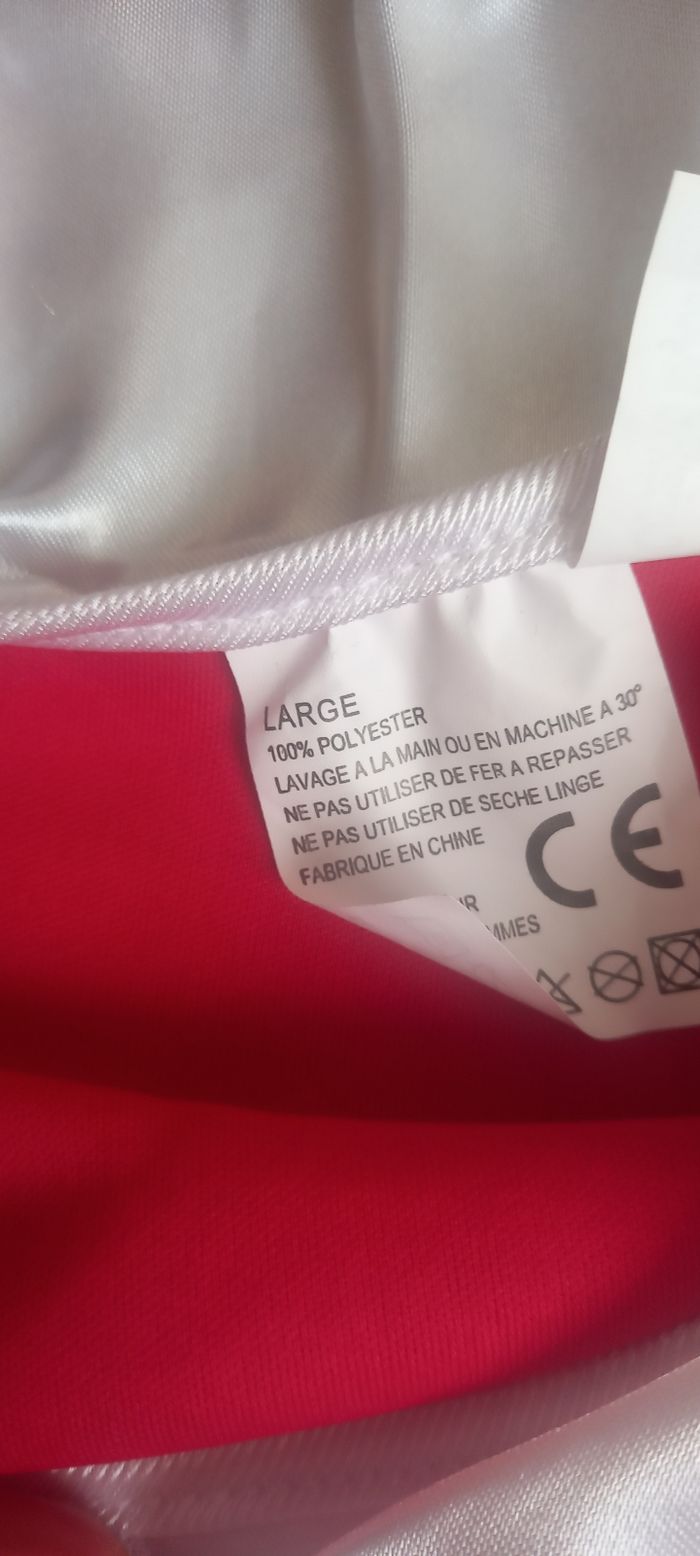 LARGE
100% POLYESTER
LAVAGE A LA MAIN OU EN MACHINE A 30°
NE PAS UTILISER DE FER A REPASSER
NE PAS UTILISER DE SECHE LINGE
FABRIQUE EN CHINE
CE